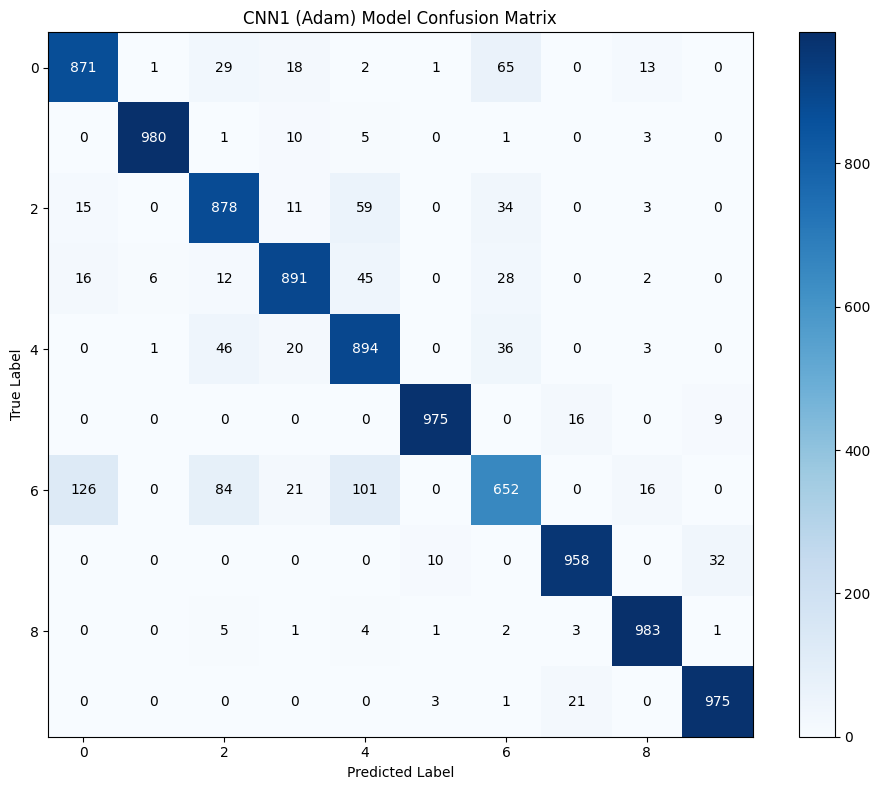 CNN1 (Adam) Model Confusion Matrix
0 871 1 29 18 2 1 65 0 13 0
0 980 1 10 5 0 1 0 3 0
2 15 0 878 11 59 0 34 0 3 0
16 6 12 891 45 0 28 0 2 0
4 0 1 46 20 894 0 36 0 3 0
0 0 0 0 0 975 0 16 0 9
6 126 0 84 21 101 0 652 0 16 0
0 0 0 0 0 10 0 958 0 32
8 0 0 5 1 4 1 2 3 983 1
0 0 0 0 0 3 1 21 0 975
0 2 4 6 8
Predicted Label
True Label
800
600
400
200
0